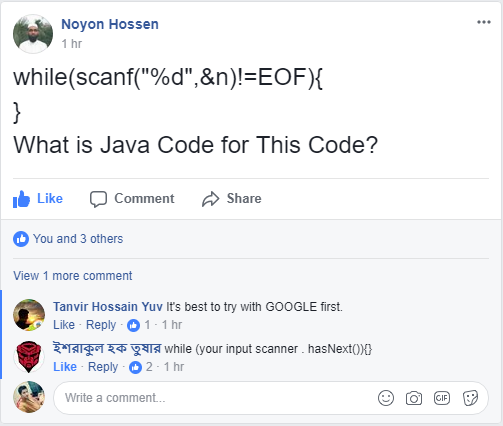 Noyon Hossen
1 hr
while(scanf("%d",&n)!=EOF){
}
What is Java Code for This Code?
Like Comment Share
You and 3 others
View 1 more comment
Tanvir Hossain Yuv It's best to try with GOOGLE first.
Like · Reply · 1 · 1 hr
ইশরাকুল হক তুষার while (your input scanner . hasNext()){}
Like · Reply · 2 · 1 hr
Write a comment...
GIF